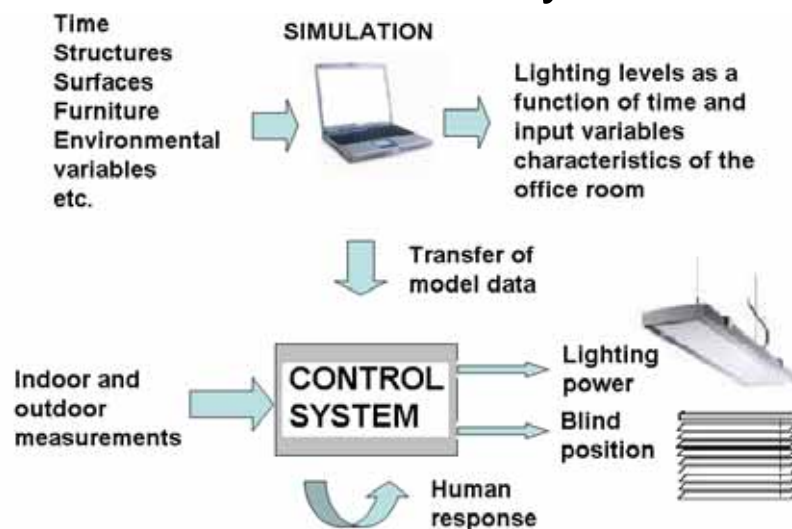 Time
Structures
Surfaces
Furniture
Environmental
variables
etc.
SIMULATION
Lighting levels as a
function of time and
input variables
characteristics of the
office room
Transfer of
model data
Indoor and
outdoor
measurements
CONTROL
SYSTEM
Lighting
power
Blind
position
Human
response